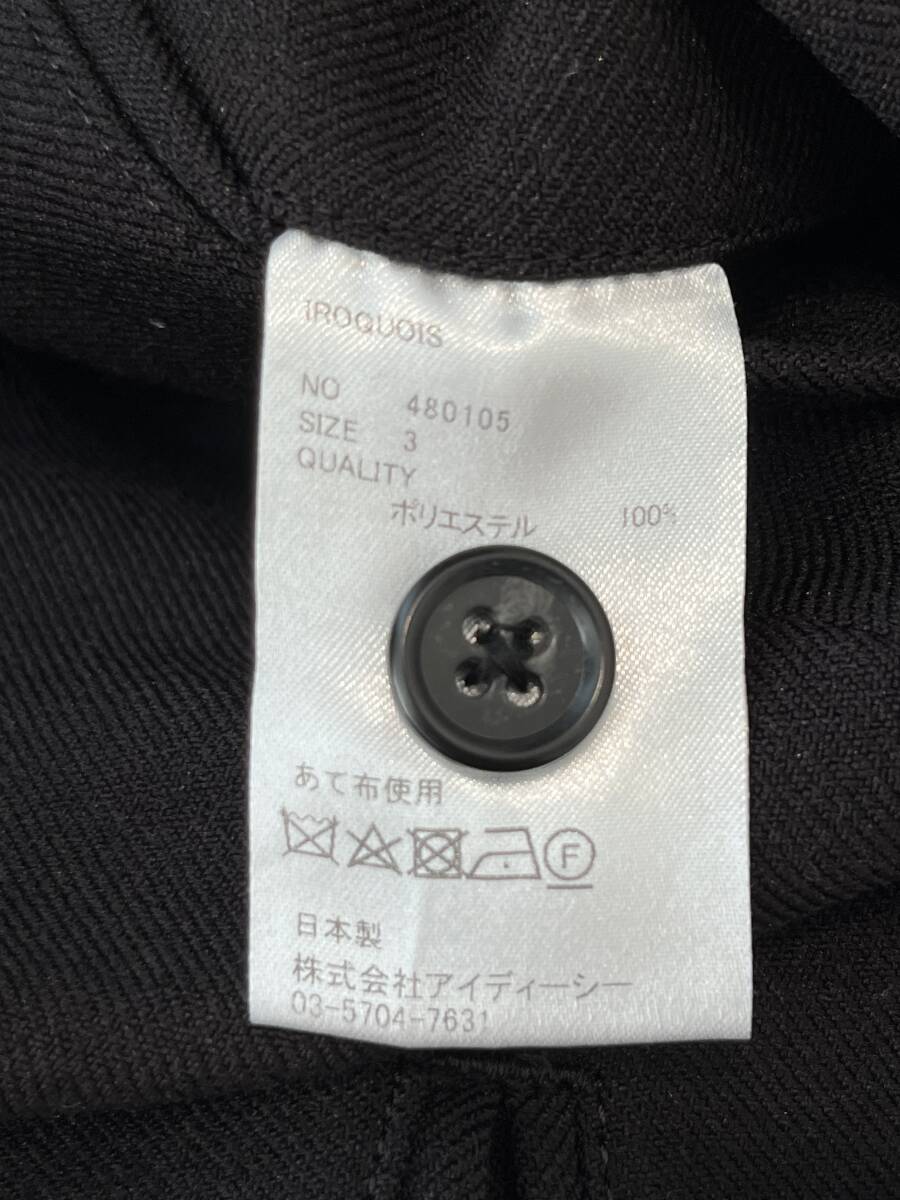 IROQUOIS
NO 480105
SIZE 3
QUALITY
ポリエステル 100%
あて布使用
F
日本製
株式会社アイディーシー
03-5704-7631